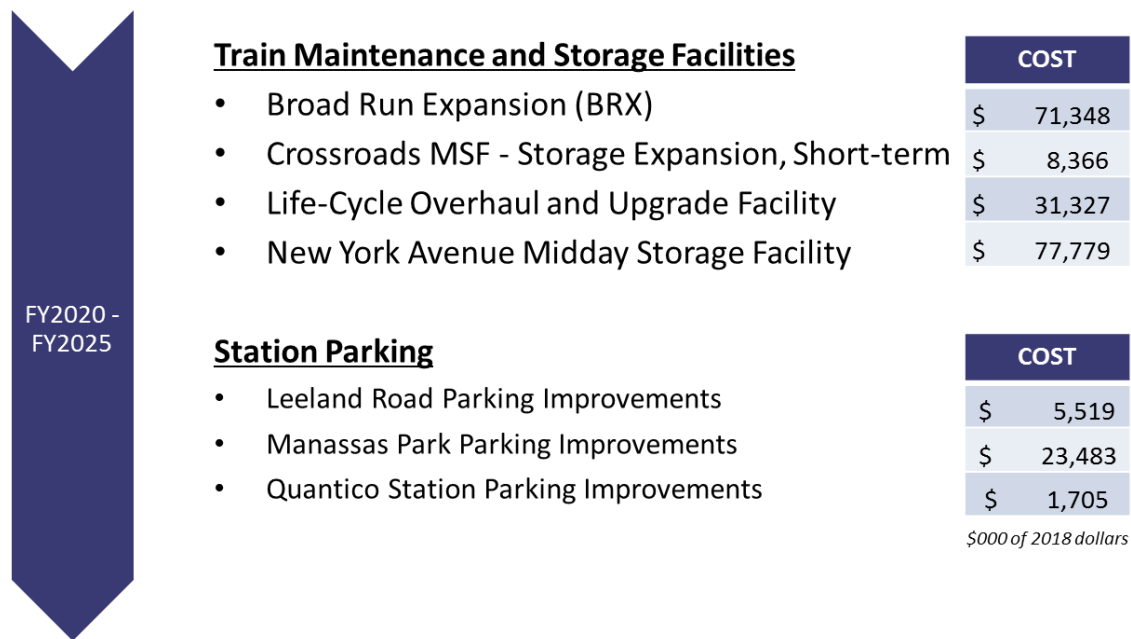 FY2020 -
FY2025
Train Maintenance and Storage Facilities
COST
• Broad Run Expansion (BRX)
$ 71,348
• Crossroads MSF - Storage Expansion, Short-term
$ 8,366
• Life-Cycle Overhaul and Upgrade Facility
$ 31,327
• New York Avenue Midday Storage Facility
$ 77,779
Station Parking
COST
• Leeland Road Parking Improvements
$ 5,519
• Manassas Park Parking Improvements
$ 23,483
• Quantico Station Parking Improvements
$ 1,705
$000 of 2018 dollars